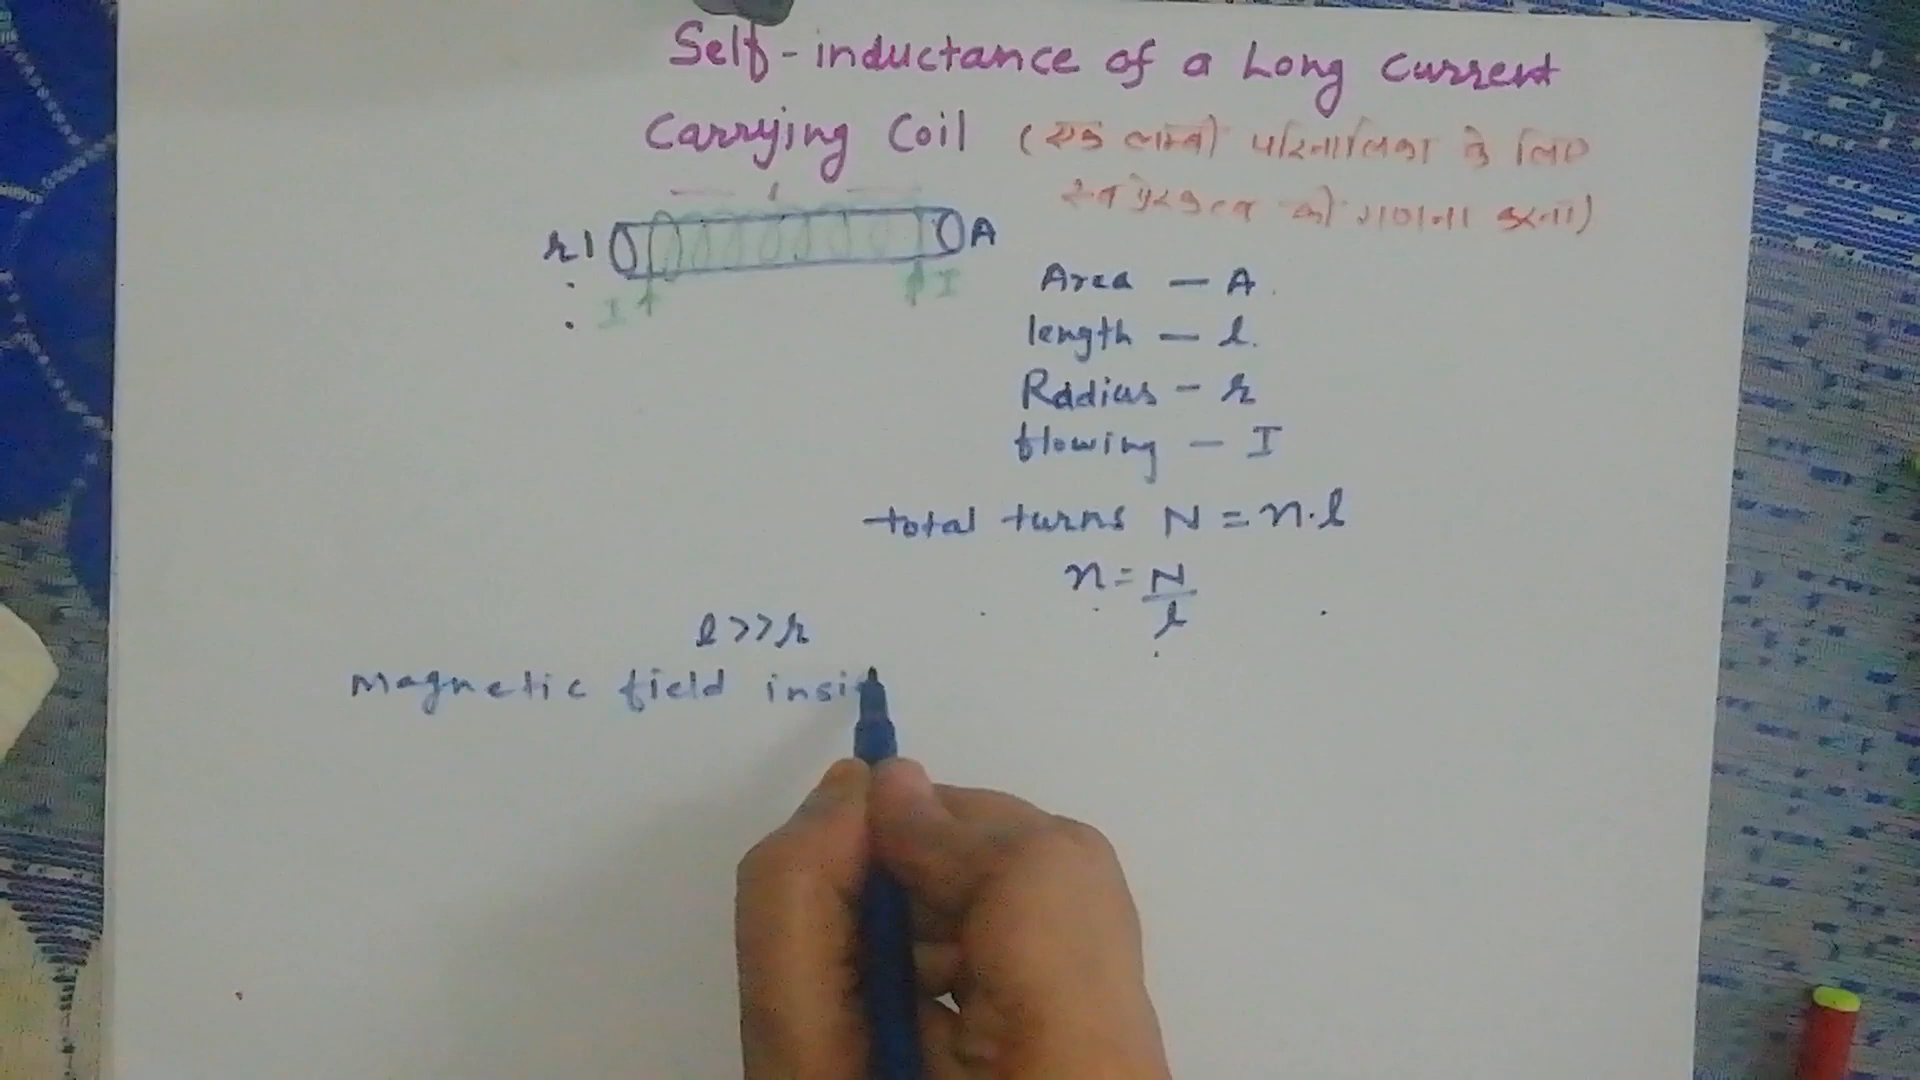 Self-inductance of a Long Current
Carrying Coil (एक लम्बी परिनालिका के लिए
स्वप्रेरकत्व की गणना करना)
l
r A
I I
Area - A.
length - l.
Radius - r
flowing - I
total turns N = n.l
n = N/l
l >> r
Magnetic field insi